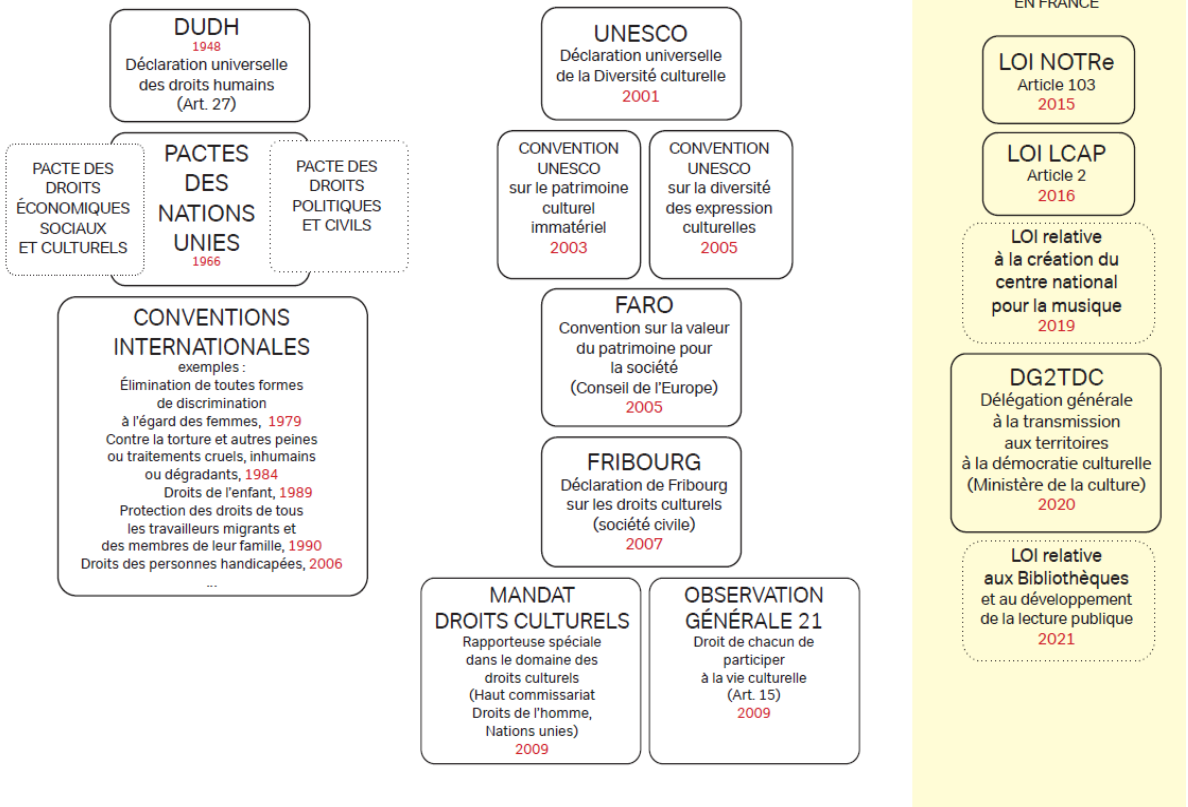 DUDH
1948
Déclaration universelle
des droits humains
(Art. 27)
PACTE DES
DROITS
ÉCONOMIQUES
SOCIAUX
ET CULTURELS
PACTES
DES
NATIONS
UNIES
1966
PACTE DES
DROITS
POLITIQUES
ET CIVILS
CONVENTIONS
INTERNATIONALES
exemples :
Élimination de toutes formes
de discrimination
à l'égard des femmes, 1979
Contre la torture et autres peines
ou traitements cruels, inhumains
ou dégradants, 1984
Droits de l'enfant, 1989
Protection des droits de tous
les travailleurs migrants et
des membres de leur famille, 1990
Droits des personnes handicapées, 2006
...
UNESCO
Déclaration universelle
de la Diversité culturelle
2001
CONVENTION
UNESCO
sur le patrimoine
culturel
immatériel
2003
CONVENTION
UNESCO
sur la diversité
des expression
culturelles
2005
FARO
Convention sur la valeur
du patrimoine pour
la société
(Conseil de l'Europe)
2005
FRIBOURG
Déclaration de Fribourg
sur les droits culturels
(société civile)
2007
MANDAT
DROITS CULTURELS
Rapporteuse spéciale
dans le domaine des
droits culturels
(Haut commissariat
Droits de l'homme,
Nations unies)
2009
OBSERVATION
GÉNÉRALE 21
Droit de chacun de
participer
à la vie culturelle
(Art. 15)
2009
EN FRANCE
LOI NOTRe
Article 103
2015
LOI LCAP
Article 2
2016
LOI relative
à la création du
centre national
pour la musique
2019
DG2TDC
Délégation générale
à la transmission
aux territoires
à la démocratie culturelle
(Ministère de la culture)
2020
LOI relative
aux Bibliothèques
et au développement
de la lecture publique
2021